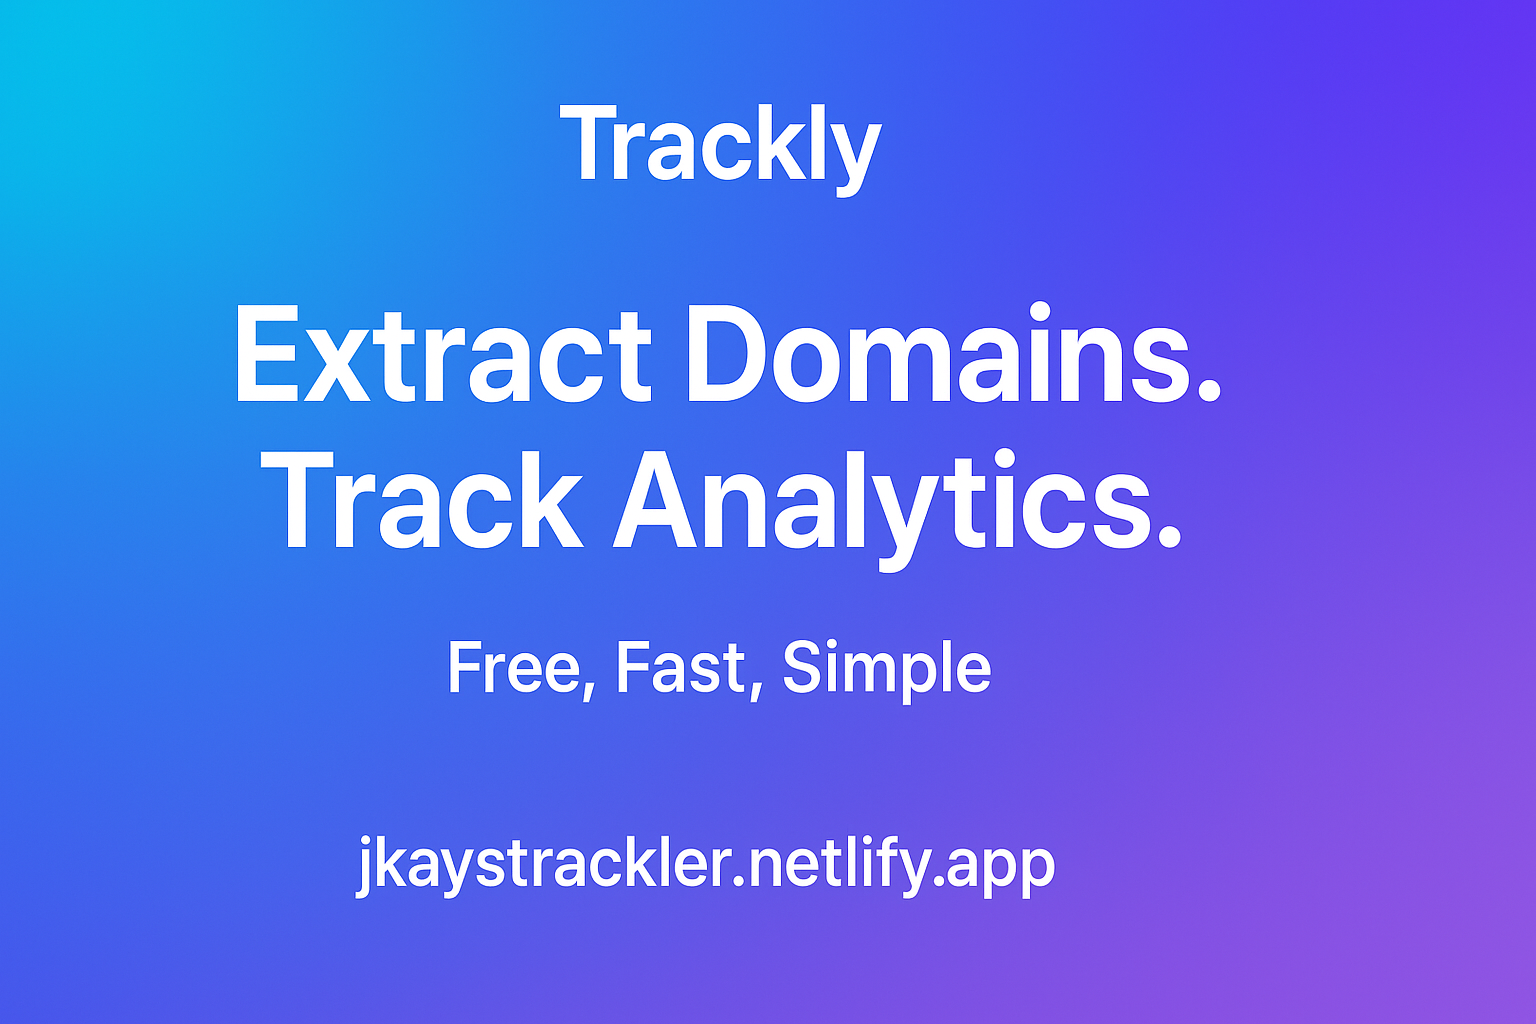 Trackly
Extract Domains.
Track Analytics.
Free, Fast, Simple
jkaystrackler.netlify.app